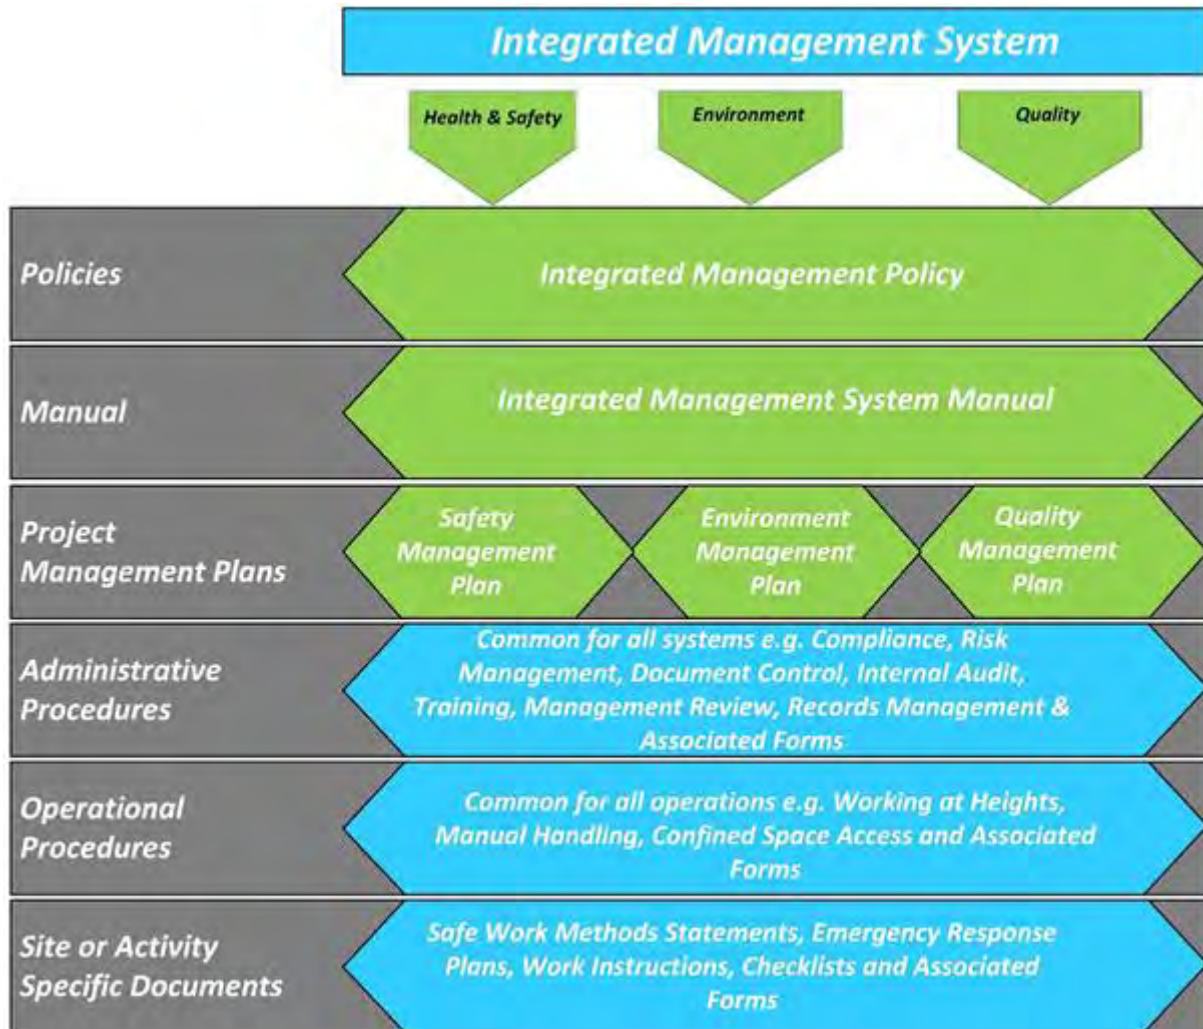 Integrated Management System
Health & Safety
Environment
Quality
Policies
Integrated Management Policy
Manual
Integrated Management System Manual
Project
Management Plans
Safety
Management
Plan
Environment
Management
Plan
Quality
Management
Plan
Administrative
Procedures
Common for all systems e.g. Compliance, Risk
Management, Document Control, Internal Audit,
Training, Management Review, Records Management &
Associated Forms
Operational
Procedures
Common for all operations e.g. Working at Heights,
Manual Handling, Confined Space Access and Associated
Forms
Site or Activity
Specific Documents
Safe Work Methods Statements, Emergency Response
Plans, Work Instructions, Checklists and Associated
Forms